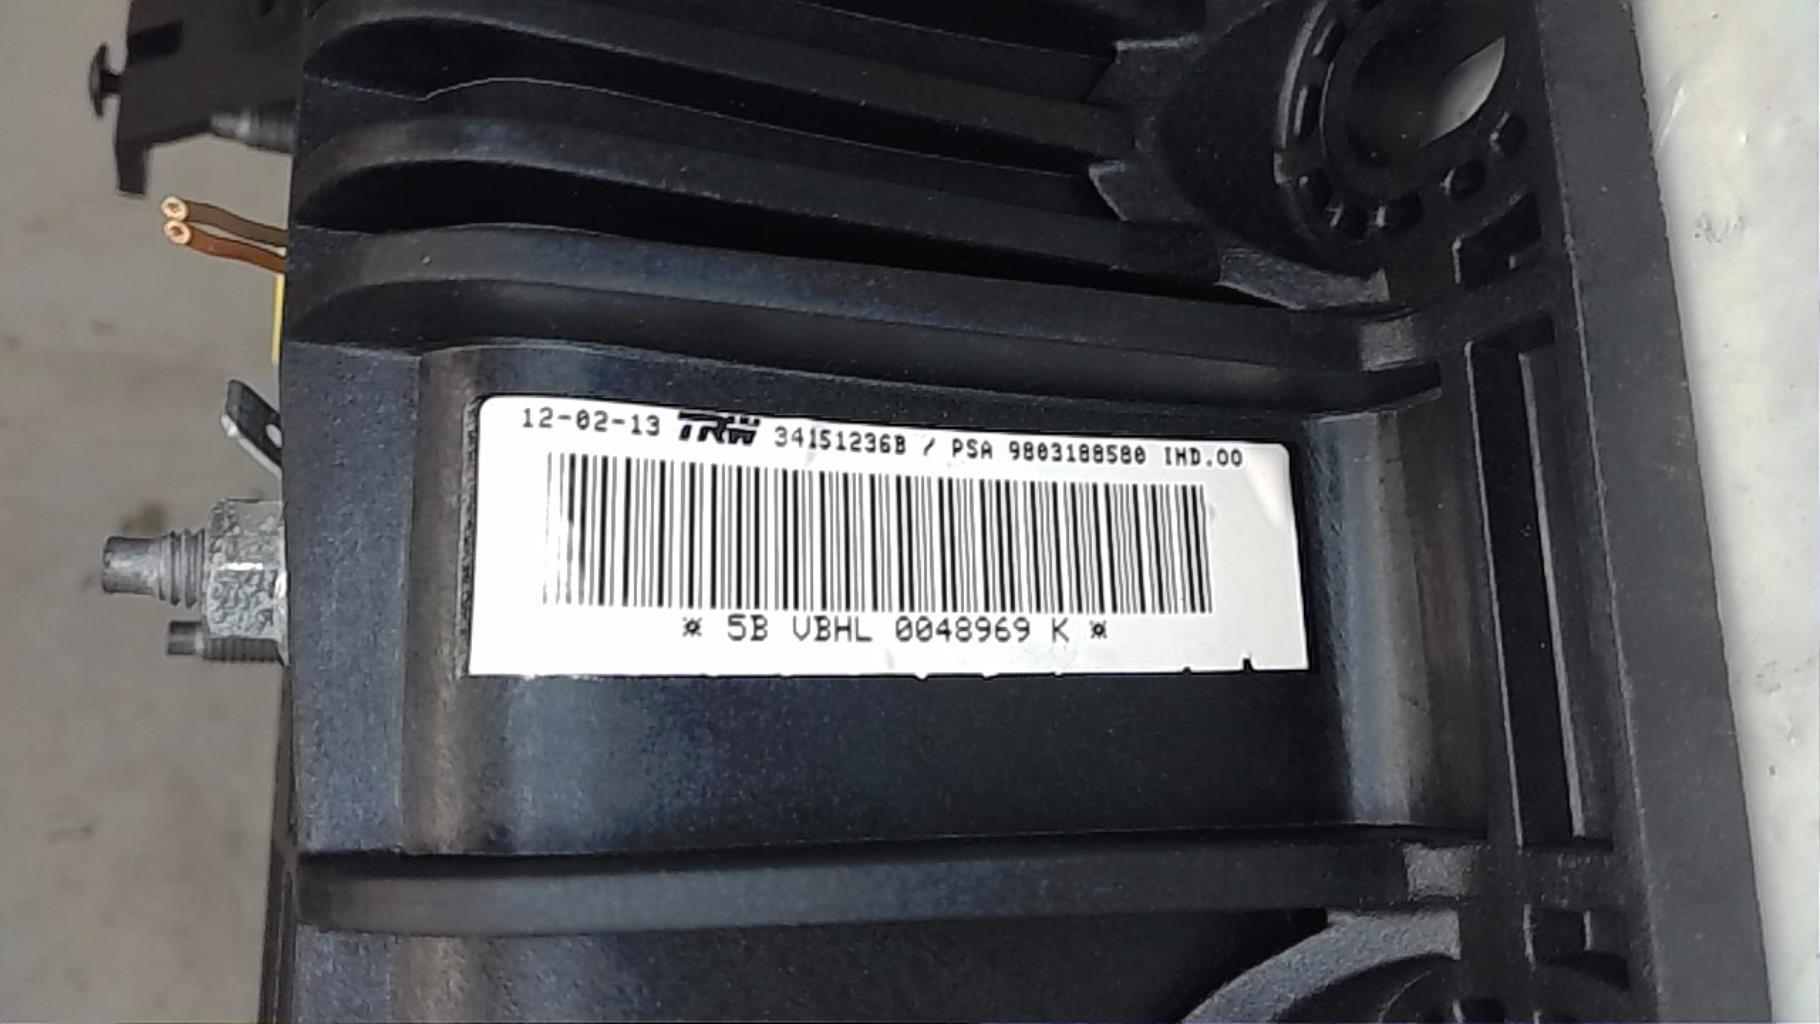 12-02-13 TRW 34151236B / PSA 9803188580 IND.00
* 5B VBHL 0048969 K *